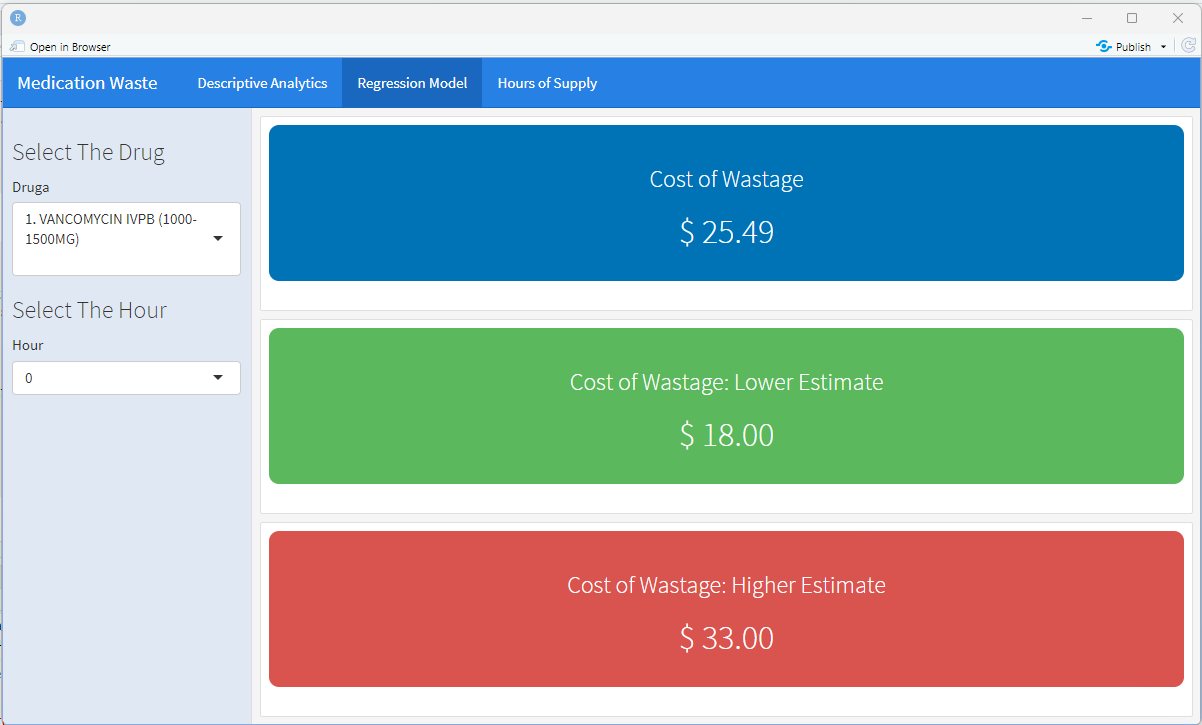 R
Open in Browser
Publish
Medication Waste
Descriptive Analytics
Regression Model
Hours of Supply
Select The Drug
Druga
1. VANCOMYCIN IVPB (1000-
1500MG)
Select The Hour
Hour
0
Cost of Wastage
$ 25.49
Cost of Wastage: Lower Estimate
$ 18.00
Cost of Wastage: Higher Estimate
$ 33.00